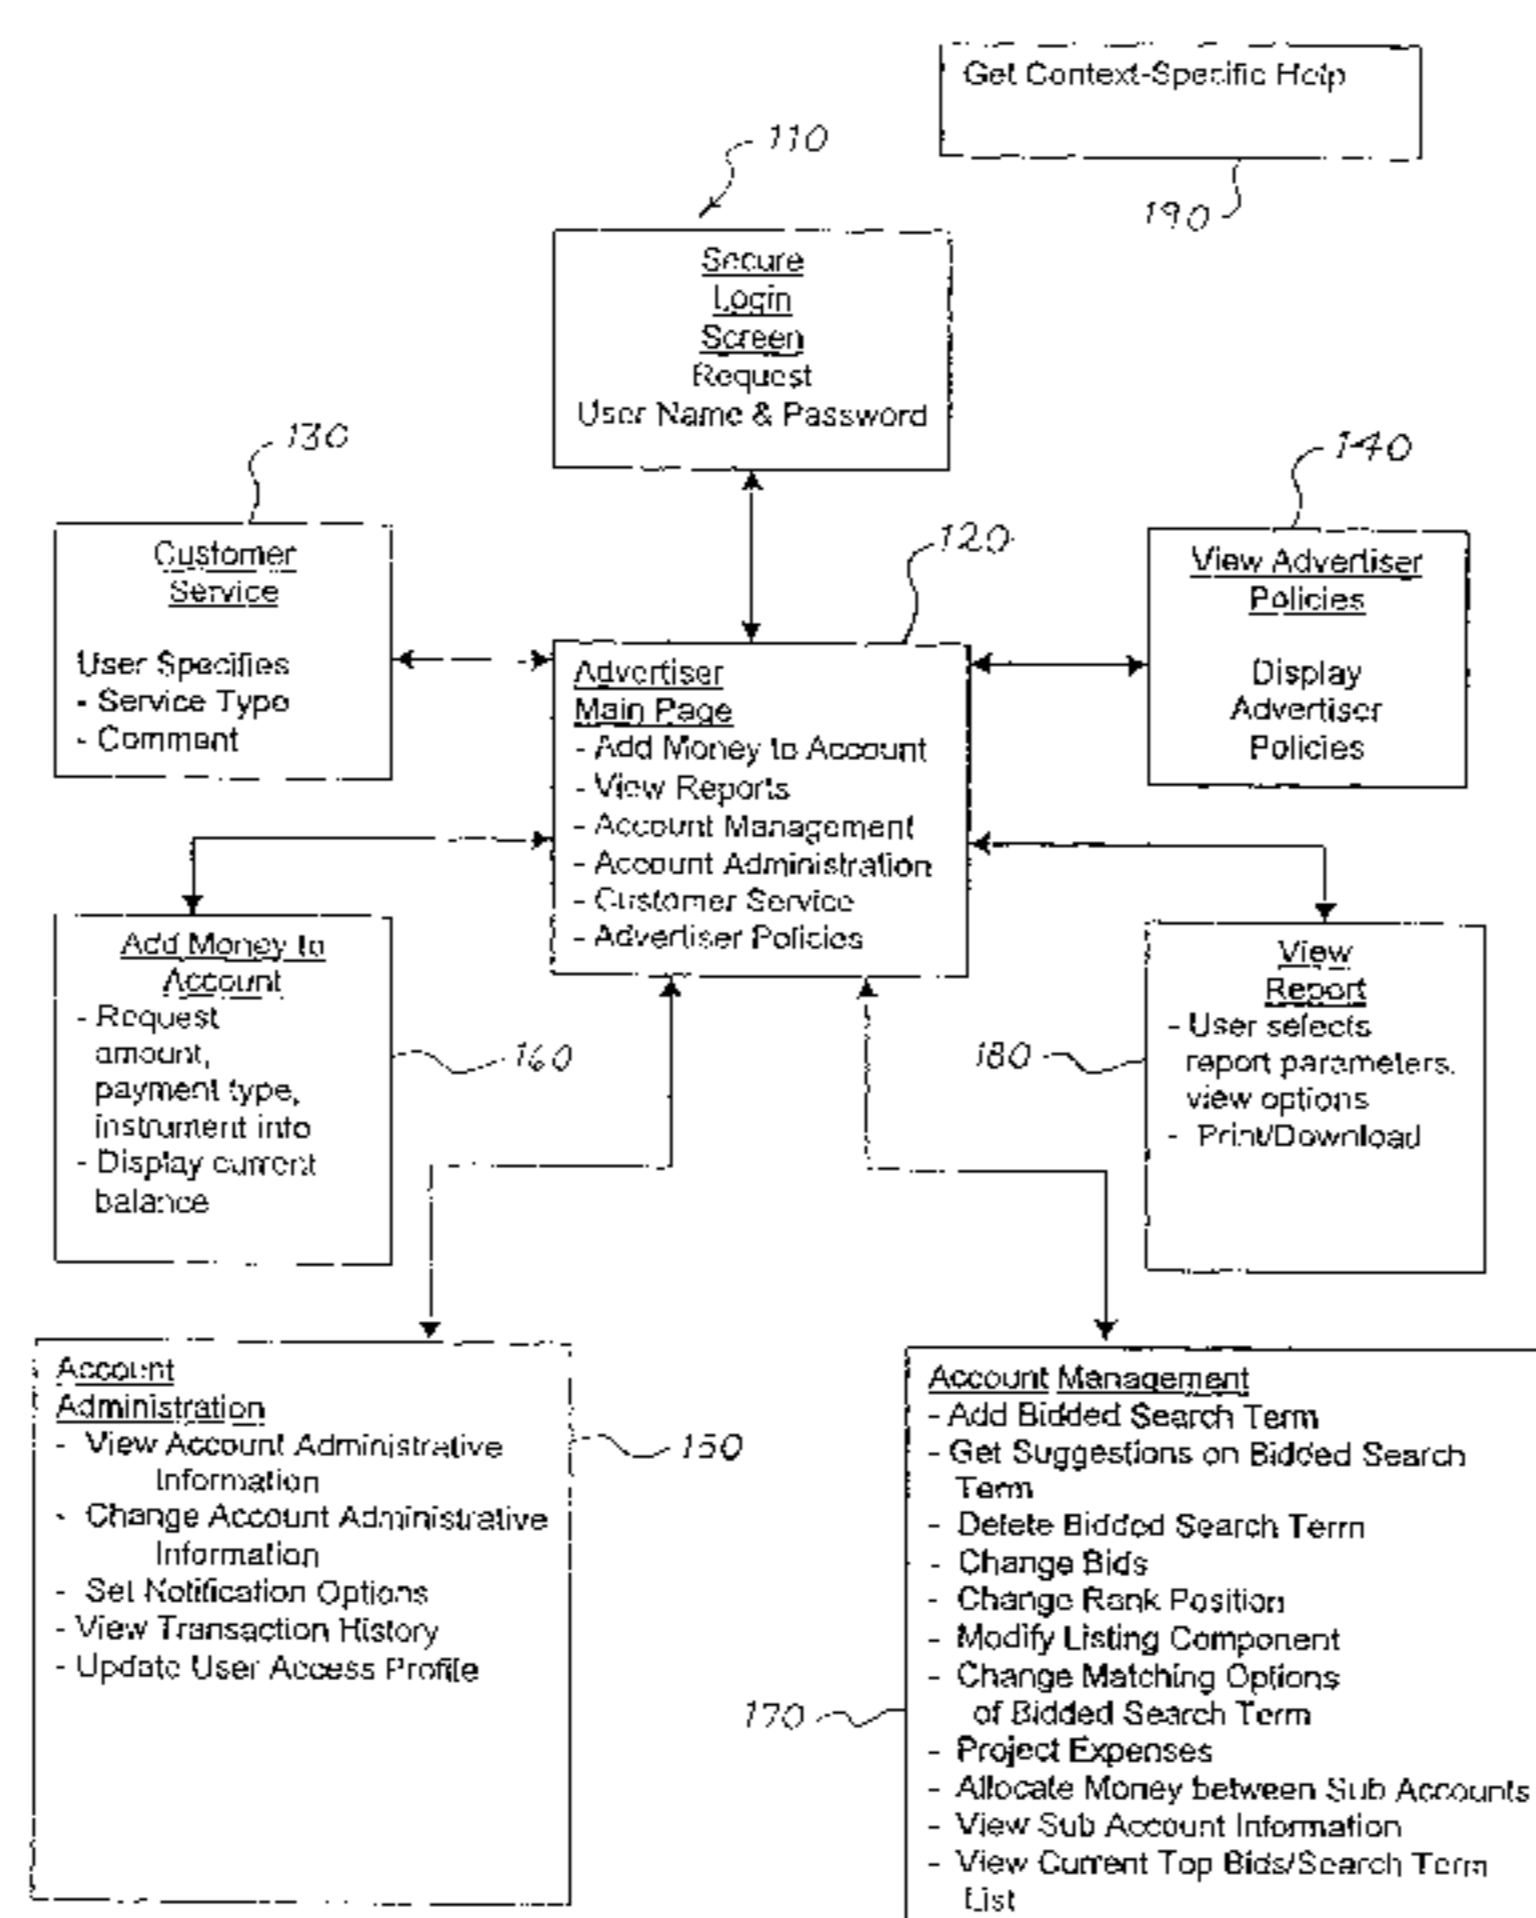 Get Context-Specific Help
190
110
Secure
Login
Screen
Request
User Name & Password
130
Customer
Service
User Specifies
- Service Type
- Comment
120
Advertiser
Main Page
- Add Money to Account
- View Reports
- Account Management
- Account Administration
- Customer Service
- Advertiser Policies
140
View Advertiser
Policies
Display
Advertiser
Policies
Add Money to
Account
- Request
amount,
payment type,
instrument info
- Display current
balance
160
180
View
Report
- User selects
report parameters,
view options
- Print/Download
Account
Administration
- View Account Administrative
Information
- Change Account Administrative
Information
- Set Notification Options
- View Transaction History
- Update User Access Profile
150
170
Account Management
- Add Bidded Search Term
- Get Suggestions on Bidded Search
Term
- Delete Bidded Search Term
- Change Bids
- Change Rank Position
- Modify Listing Component
- Change Matching Options
of Bidded Search Term
- Project Expenses
- Allocate Money between Sub Accounts
- View Sub Account Information
- View Current Top Bids/Search Term
List